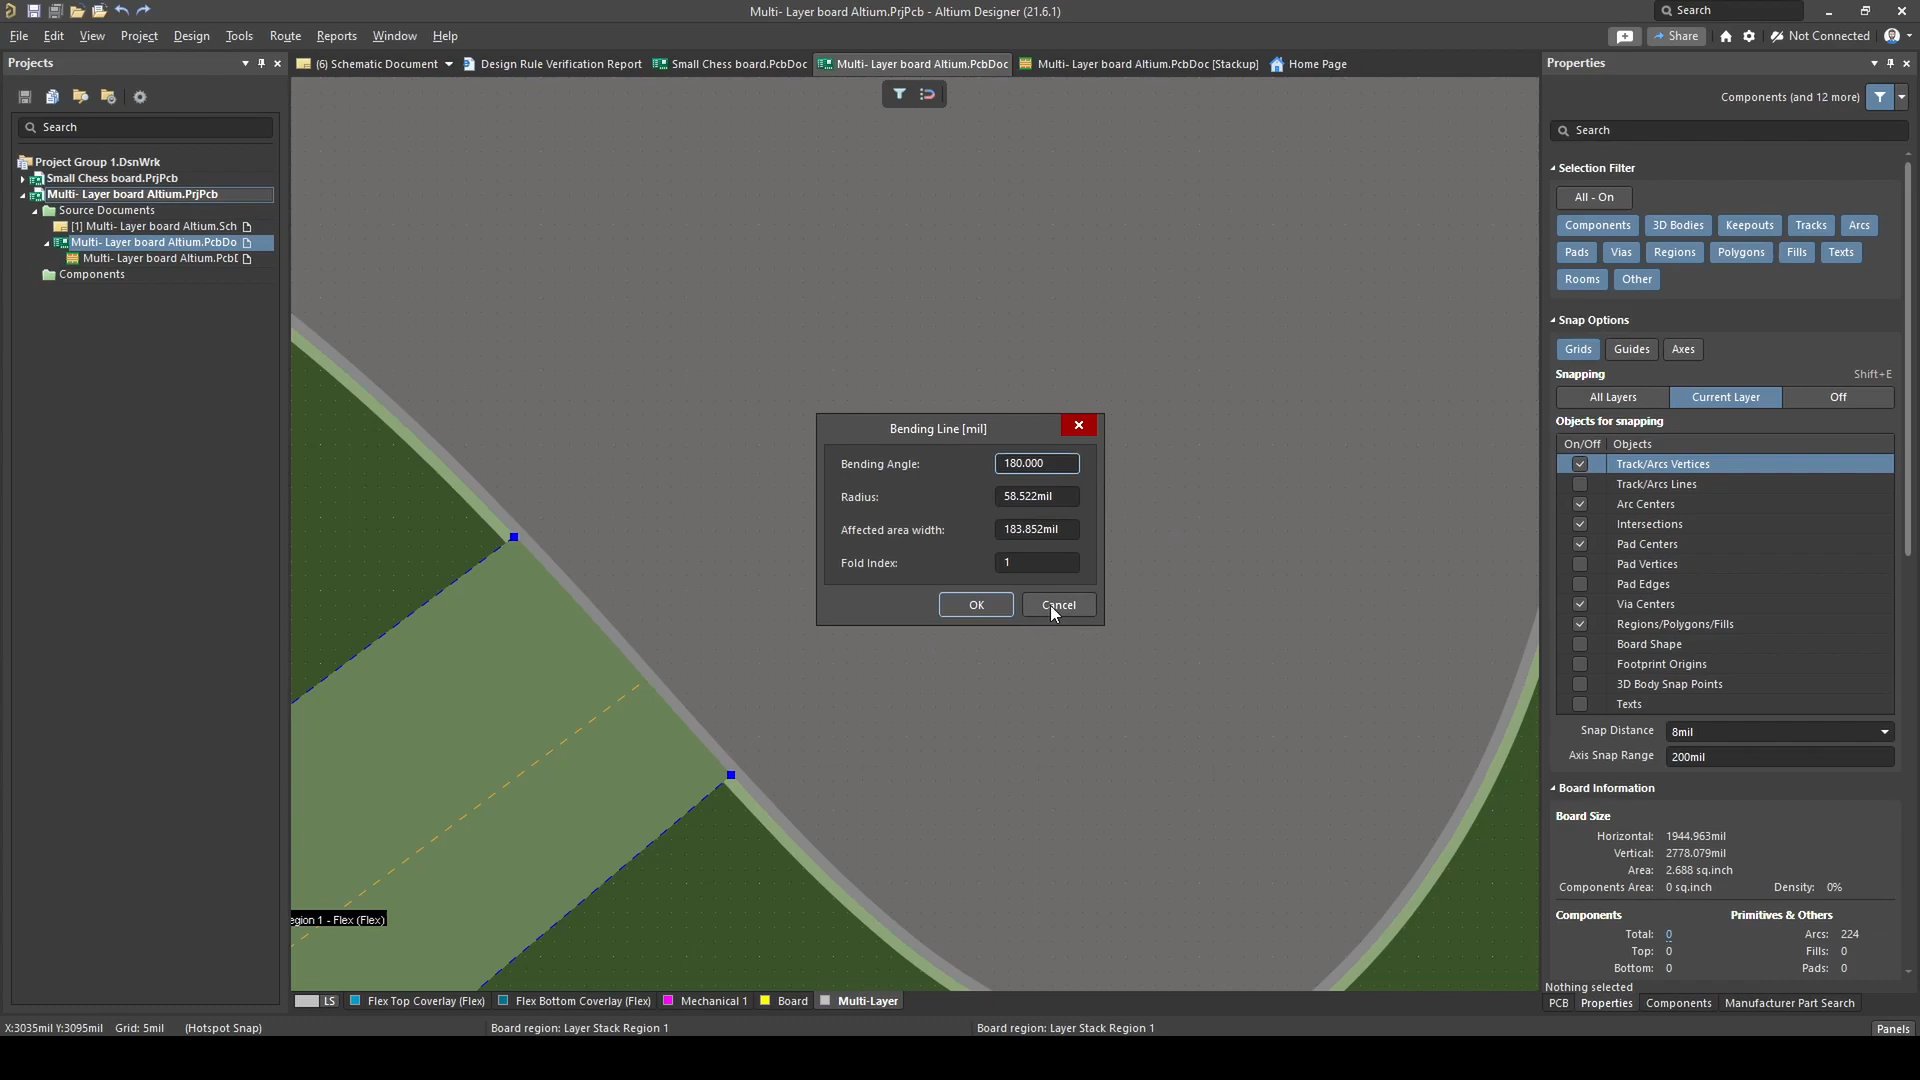 Multi- Layer board Altium.PrjPcb - Altium Designer (21.6.1)
Search
File Edit View Project Design Tools Route Reports Window Help
Share
Not Connected
Projects
(6) Schematic Document
Design Rule Verification Report
Small Chess board.PcbDoc
Multi- Layer board Altium.PcbDoc
Multi- Layer board Altium.PcbDoc [Stackup]
Home Page
Search
Project Group 1.DsnWrk
Small Chess board.PrjPcb
Multi- Layer board Altium.PrjPcb
Source Documents
[1] Multi- Layer board Altium.Sch
Multi- Layer board Altium.PcbDo
Multi- Layer board Altium.Pcb[
Components
Bending Line [mil]
Bending Angle: 180.000
Radius: 58.522mil
Affected area width: 183.852mil
Fold Index: 1
OK Cancel
egion 1 - Flex (Flex)
LS
Flex Top Coverlay (Flex)
Flex Bottom Coverlay (Flex)
Mechanical 1
Board
Multi-Layer
Properties
Components (and 12 more)
Search
Selection Filter
All - On
Components 3D Bodies Keepouts Tracks Arcs
Pads Vias Regions Polygons Fills Texts
Rooms Other
Snap Options
Grids Guides Axes
Snapping Shift+E
All Layers Current Layer Off
Objects for snapping
On/Off Objects
Track/Arcs Vertices
Track/Arcs Lines
Arc Centers
Intersections
Pad Centers
Pad Vertices
Pad Edges
Via Centers
Regions/Polygons/Fills
Board Shape
Footprint Origins
3D Body Snap Points
Texts
Snap Distance 8mil
Axis Snap Range 200mil
Board Information
Board Size
Horizontal: 1944.963mil
Vertical: 2778.079mil
Area: 2.688 sq.inch
Components Area: 0 sq.inch Density: 0%
Components Primitives & Others
Total: 0 Arcs: 224
Top: 0 Fills: 0
Bottom: 0 Pads: 0
Nothing selected
PCB Properties Components Manufacturer Part Search
X:3035mil Y:3095mil Grid: 5mil (Hotspot Snap)
Board region: Layer Stack Region 1
Board region: Layer Stack Region 1
Panels